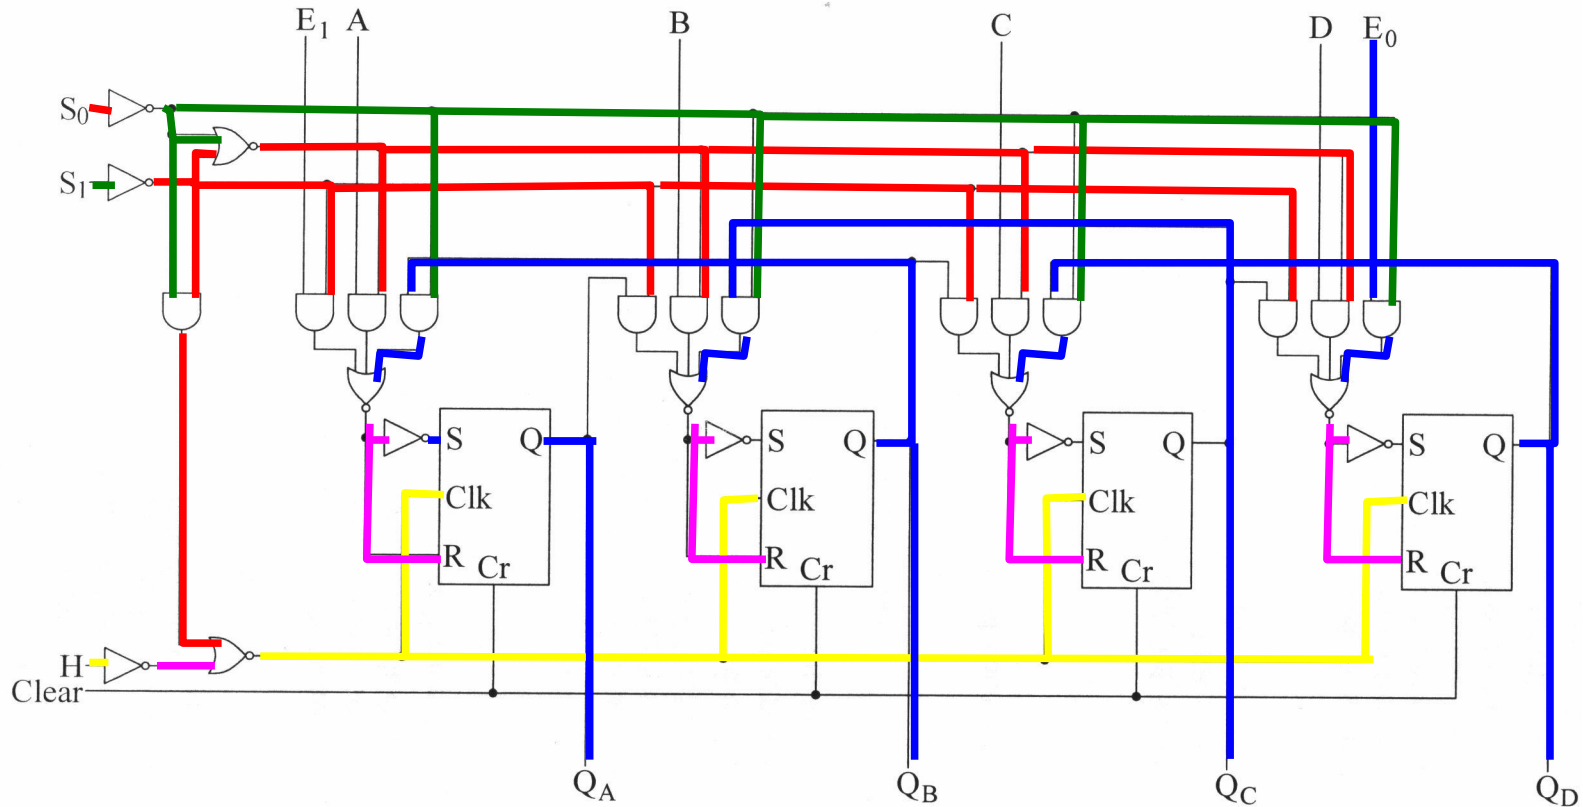 E1 A B C D E0
S0
S1
S Q S Q S Q S Q
Clk Clk Clk Clk
R R R R
Cr Cr Cr Cr
H
Clear
QA QB QC QD